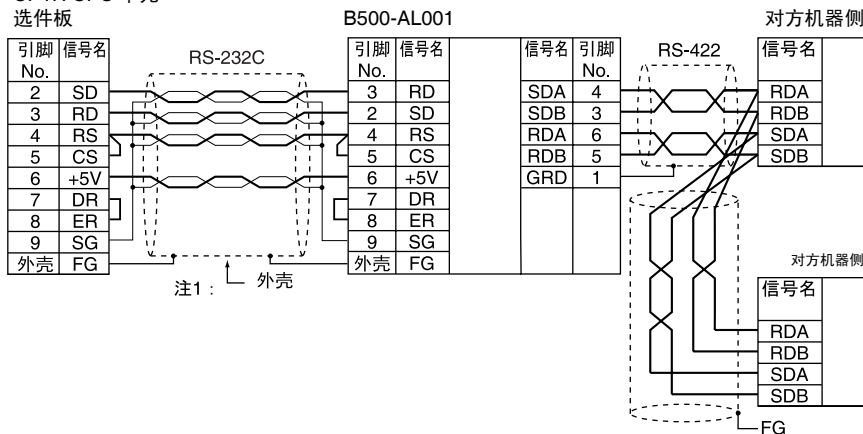 选件板
B500-AL001
对方机器侧
引脚 No. 信号名
2 SD
3 RD
4 RS
5 CS
6 +5V
7 DR
8 ER
9 SG
外壳 FG
RS-232C
注1：
外壳
引脚 No. 信号名
3 RD
2 SD
4 RS
5 CS
6 +5V
7 DR
8 ER
9 SG
外壳 FG
信号名 引脚 No.
SDA 4
SDB 3
RDA 6
RDB 5
GRD 1
RS-422
信号名
RDA
RDB
SDA
SDB
对方机器侧
信号名
RDA
RDB
SDA
SDB
FG